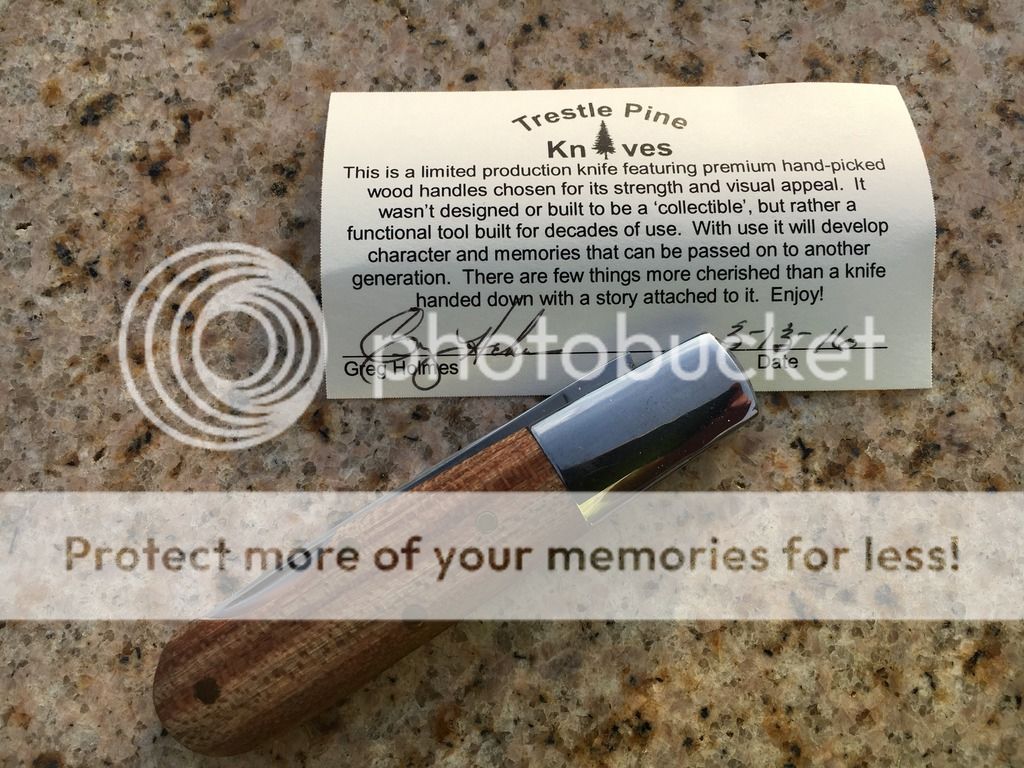 Trestle Pine
Kn ves
This is a limited production knife featuring premium hand-picked
wood handles chosen for its strength and visual appeal.  It
wasn't designed or built to be a 'collectible', but rather a
functional tool built for decades of use.  With use it will develop
character and memories that can be passed on to another
generation.  There are few things more cherished than a knife
handed down with a story attached to it.  Enjoy!
Greg Holmes
Date
photobucket
Protect more of your memories for less!